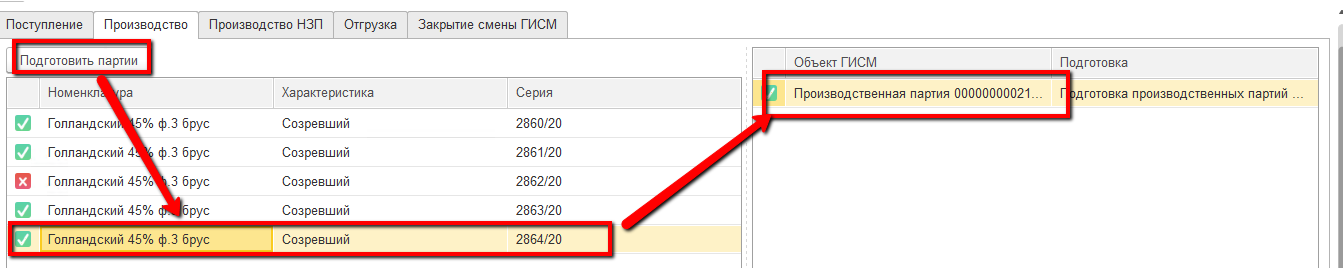 Поступление Производство Производство НЗП Отгрузка Закрытие смены ГИСМ
Подготовить партии
Номенклатура Характеристика Серия
Голландский 45% ф.3 брус Созревший 2860/20
Голландский 45% ф.3 брус Созревший 2861/20
Голландский 45% ф.3 брус Созревший 2862/20
Голландский 45% ф.3 брус Созревший 2863/20
Голландский 45% ф.3 брус Созревший 2864/20
Объект ГИСМ Подготовка
Производственная партия 00000000021... Подготовка производственных партий ...